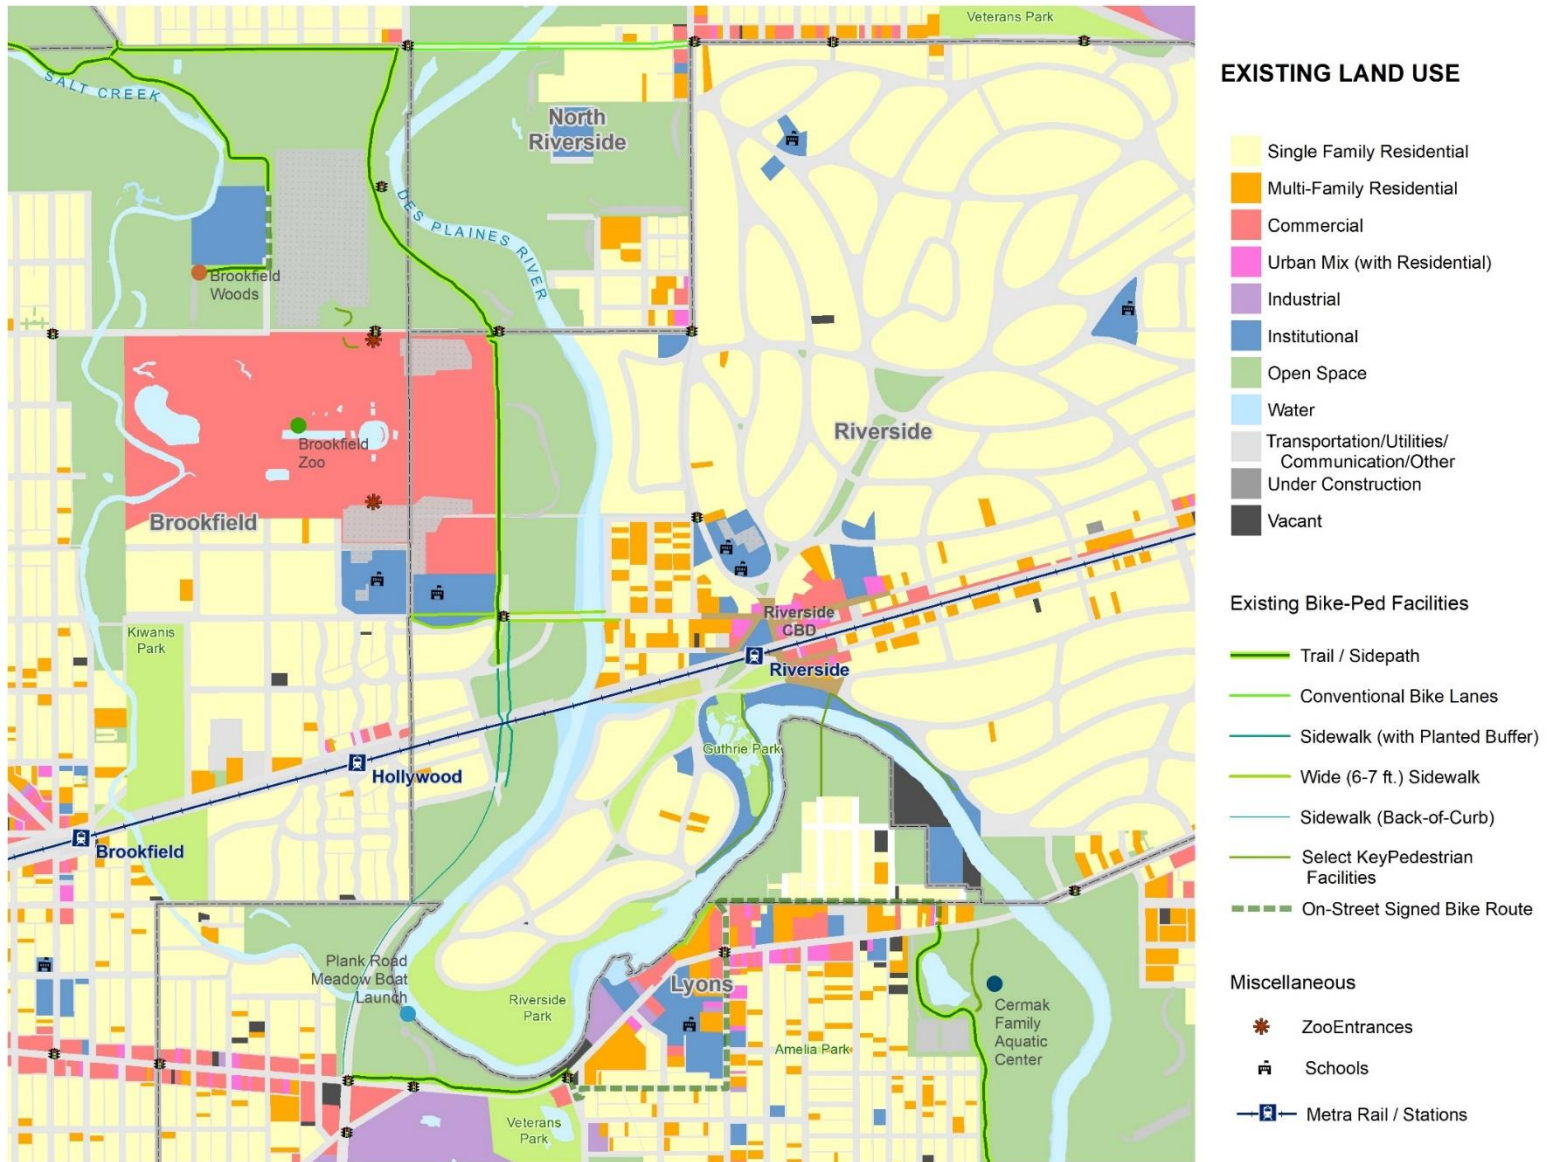 Veterans Park
SALT CREEK
North
Riverside
DES PLAINES RIVER
Brookfield
Woods
Brookfield
Zoo
Riverside
Brookfield
Kiwanis
Park
Riverside
CBD
Riverside
Guthrie Park
Hollywood
Brookfield
Plank Road
Meadow Boat
Launch
Riverside
Park
Lyons
Cermak
Family
Aquatic
Center
Amelia Park
Veterans
Park
EXISTING LAND USE
Single Family Residential
Multi-Family Residential
Commercial
Urban Mix (with Residential)
Industrial
Institutional
Open Space
Water
Transportation/Utilities/
Communication/Other
Under Construction
Vacant
Existing Bike-Ped Facilities
Trail / Sidepath
Conventional Bike Lanes
Sidewalk (with Planted Buffer)
Wide (6-7 ft.) Sidewalk
Sidewalk (Back-of-Curb)
Select KeyPedestrian
Facilities
On-Street Signed Bike Route
Miscellaneous
ZooEntrances
Schools
Metra Rail / Stations